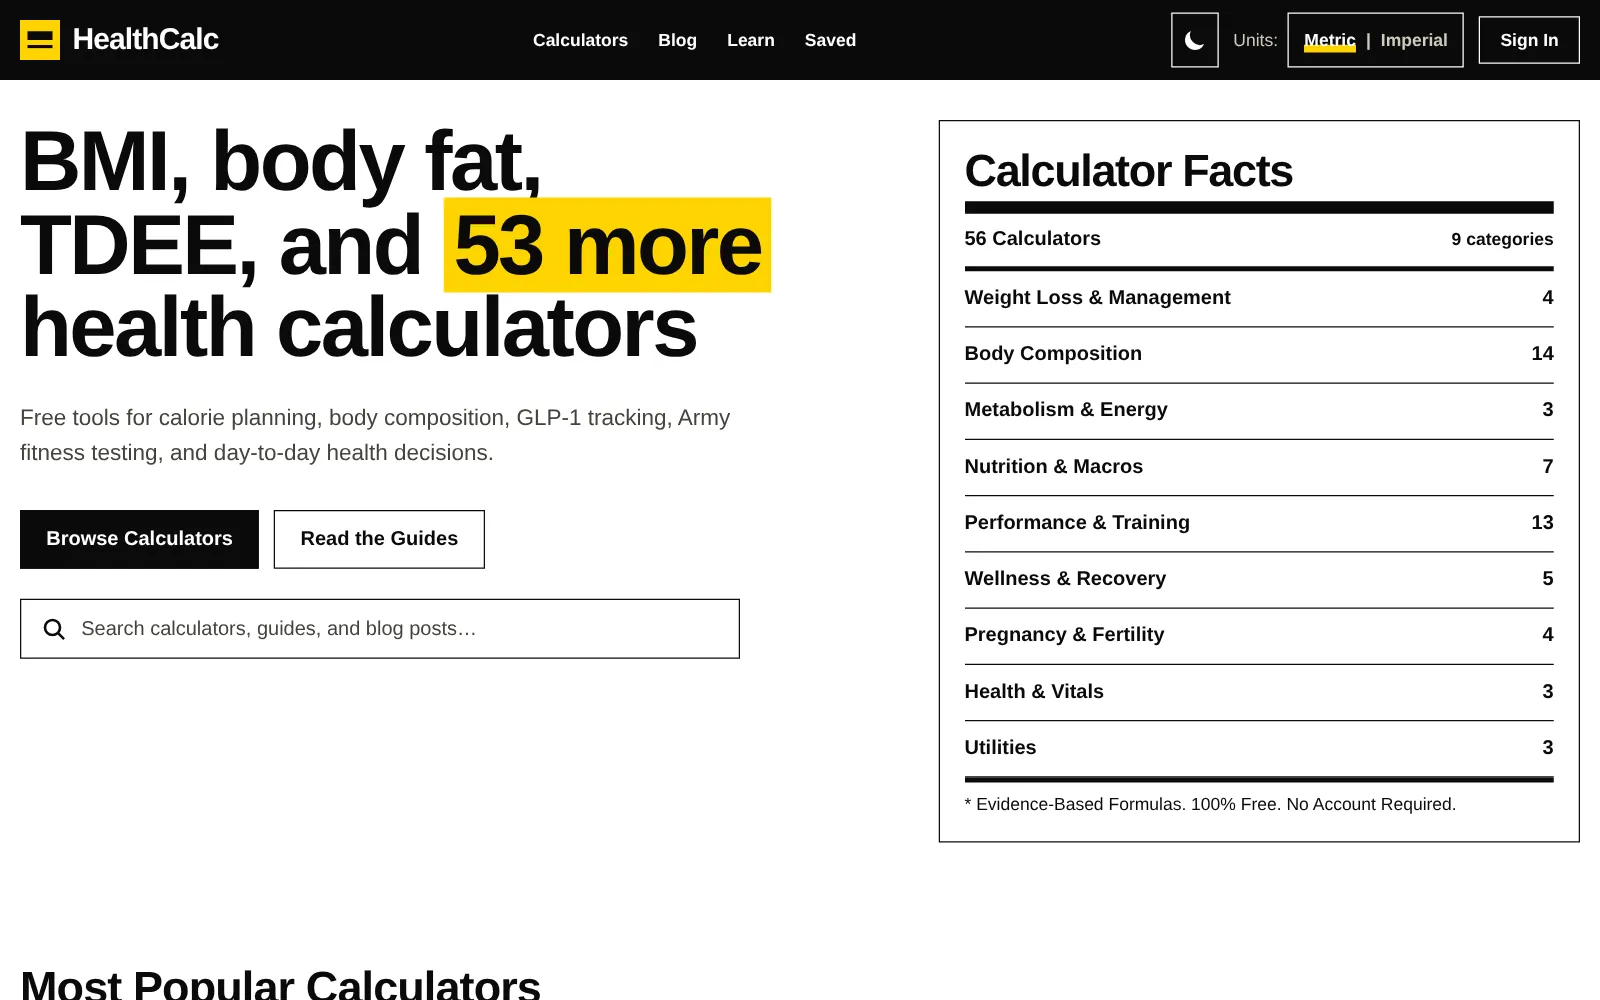 HealthCalc
Calculators Blog Learn Saved
Units: Metric | Imperial
Sign In
BMI, body fat,
TDEE, and 53 more
health calculators
Free tools for calorie planning, body composition, GLP-1 tracking, Army
fitness testing, and day-to-day health decisions.
Browse Calculators
Read the Guides
Search calculators, guides, and blog posts…
Calculator Facts
56 Calculators 9 categories
Weight Loss & Management 4
Body Composition 14
Metabolism & Energy 3
Nutrition & Macros 7
Performance & Training 13
Wellness & Recovery 5
Pregnancy & Fertility 4
Health & Vitals 3
Utilities 3
* Evidence-Based Formulas. 100% Free. No Account Required.
Most Popular Calculators